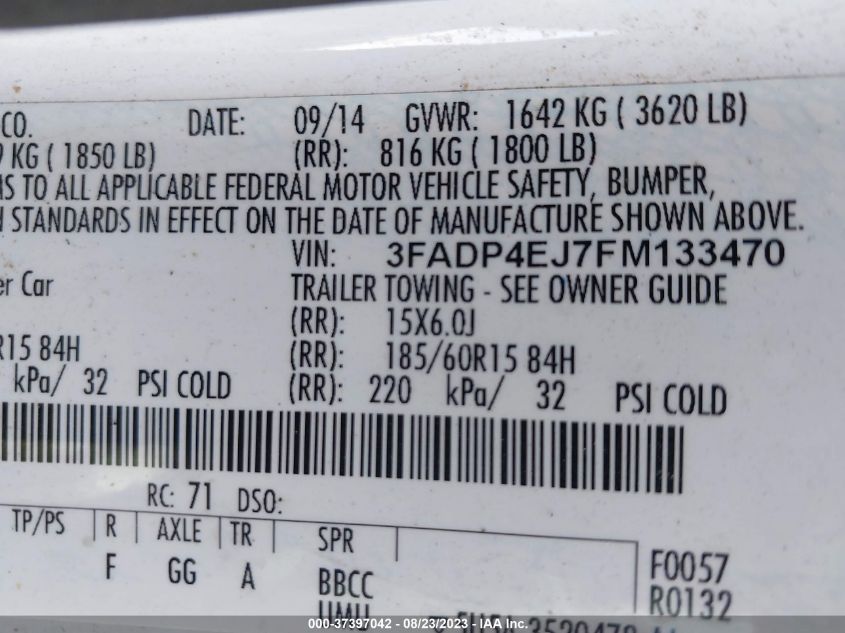 CO. DATE: 09/14 GVWR: 1642 KG ( 3620 LB)
KG ( 1850 LB) (RR): 816 KG ( 1800 LB)
TO ALL APPLICABLE FEDERAL MOTOR VEHICLE SAFETY, BUMPER,
STANDARDS IN EFFECT ON THE DATE OF MANUFACTURE SHOWN ABOVE.
VIN: 3FADP4EJ7FM133470
er Car TRAILER TOWING - SEE OWNER GUIDE
(RR): 15X6.0J
R15 84H (RR): 185/60R15 84H
kPa/ 32 PSI COLD (RR): 220 kPa/ 32 PSI COLD
RC: 71 DSO:
TP/PS R AXLE TR SPR
F GG A BBCC F0057
UMU R0132
000-37397042 - 08/23/2023 - IAAI.COM